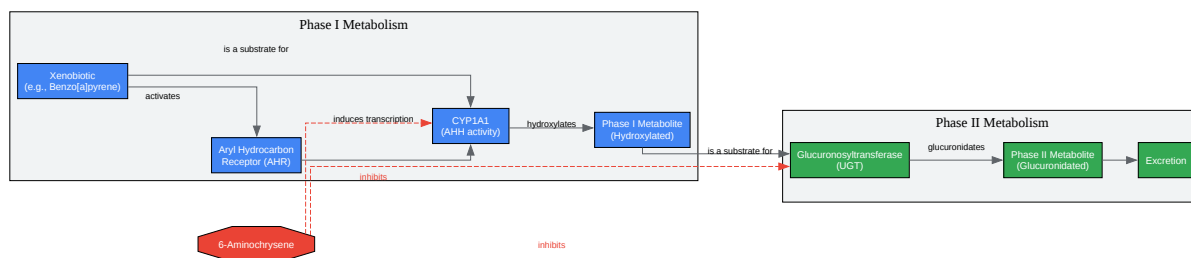 Phase I Metabolism
is a substrate for
Xenobiotic
(e.g., Benzo[a]pyrene)
activates
induces transcription
CYP1A1
(AHH activity)
hydroxylates
Phase I Metabolite
(Hydroxylated)
Aryl Hydrocarbon
Receptor (AHR)
inhibits
is a substrate for
Phase II Metabolism
Glucuronosyltransferase
(UGT)
glucuronidates
Phase II Metabolite
(Glucuronidated)
Excretion
6-Aminochrysene
inhibits